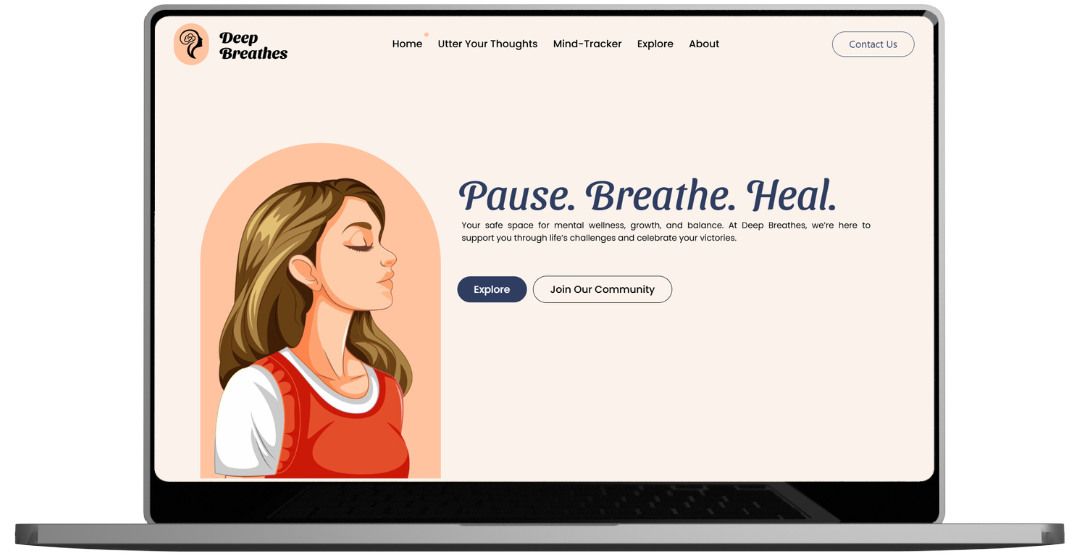 Deep
Breathes
Home Utter Your Thoughts Mind-Tracker Explore About
Contact Us
Pause. Breathe. Heal.
Your safe space for mental wellness, growth, and balance. At Deep Breathes, we're here to
support you through life's challenges and celebrate your victories.
Explore Join Our Community